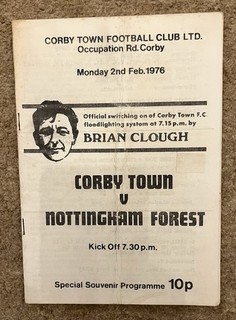 CORBY TOWN FOOTBALL CLUB LTD.
Occupation Rd. Corby
Monday 2nd Feb. 1976
Official switching on of Corby Town F.C
floodlighting system at 7.15 p.m. by
BRIAN CLOUGH
CORBY TOWN
v
NOTTINGHAM FOREST
Kick Off 7.30 p.m.
Special Souvenir Programme 10p